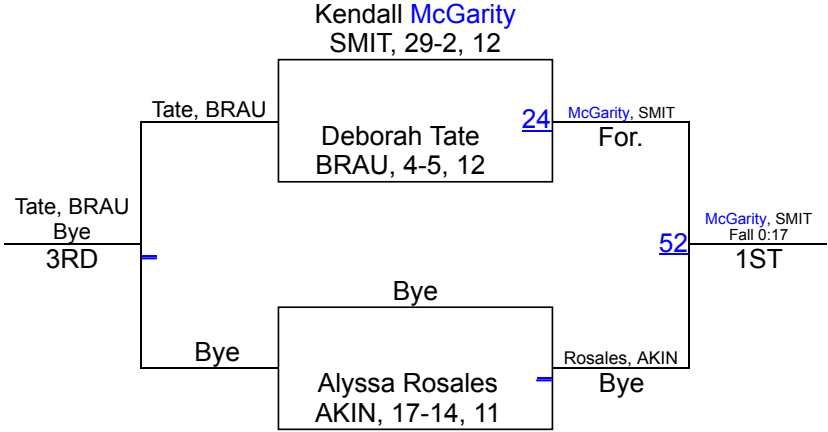 Kendall McGarity
SMIT, 29-2, 12
Tate, BRAU
Deborah Tate
BRAU, 4-5, 12
24
McGarity, SMIT
For.
Tate, BRAU
Bye
3RD
52
McGarity, SMIT
Fall 0:17
1ST
Bye
Bye
Alyssa Rosales
AKIN, 17-14, 11
Rosales, AKIN
Bye